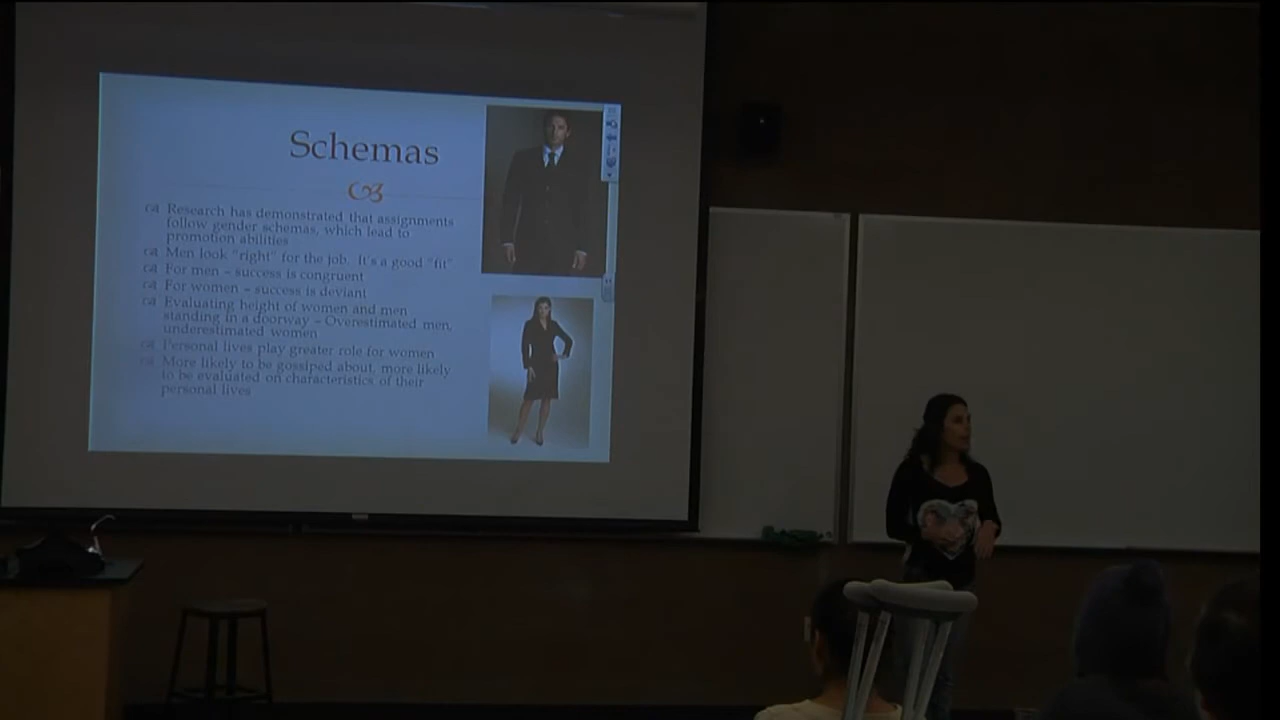 Schemas
Research has demonstrated that assignments
follow gender schemas, which lead to
promotion abilities
Men look "right" for the job. It's a good "fit"
For men – success is congruent
For women – success is deviant
Evaluating height of women and men
standing in a doorway – Overestimated men,
underestimated women
Personal lives play greater role for women
More likely to be gossiped about, more likely
to be evaluated on characteristics of their
personal lives